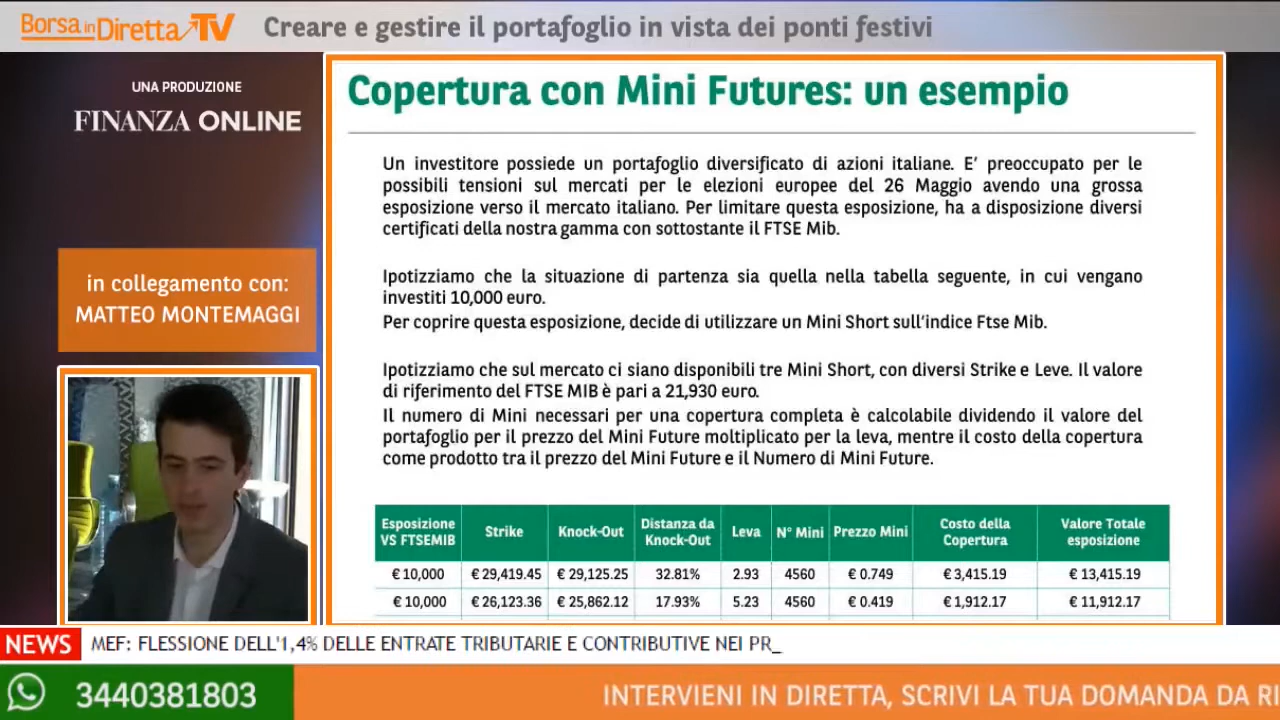 Borsa in Diretta TV
Creare e gestire il portafoglio in vista dei ponti festivi
UNA PRODUZIONE
FINANZA ONLINE
in collegamento con:
MATTEO MONTEMAGGI
Copertura con Mini Futures: un esempio
Un investitore possiede un portafoglio diversificato di azioni italiane. E' preoccupato per le
possibili tensioni sul mercati per le elezioni europee del 26 Maggio avendo una grossa
esposizione verso il mercato italiano. Per limitare questa esposizione, ha a disposizione diversi
certificati della nostra gamma con sottostante il FTSE Mib.
Ipotizziamo che la situazione di partenza sia quella nella tabella seguente, in cui vengano
investiti 10,000 euro.
Per coprire questa esposizione, decide di utilizzare un Mini Short sull'indice Ftse Mib.
Ipotizziamo che sul mercato ci siano disponibili tre Mini Short, con diversi Strike e Leve. Il valore
di riferimento del FTSE MIB è pari a 21,930 euro.
Il numero di Mini necessari per una copertura completa è calcolabile dividendo il valore del
portafoglio per il prezzo del Mini Future moltiplicato per la leva, mentre il costo della copertura
come prodotto tra il prezzo del Mini Future e il Numero di Mini Future.
Esposizione VS FTSEMIB Strike Knock-Out Distanza da Knock-Out Leva N° Mini Prezzo Mini Costo della Copertura Valore Totale esposizione
€ 10,000 € 29,419.45 € 29,125.25 32.81% 2.93 4560 € 0.749 € 3,415.19 € 13,415.19
€ 10,000 € 26,123.36 € 25,862.12 17.93% 5.23 4560 € 0.419 € 1,912.17 € 11,912.17
NEWS MEF: FLESSIONE DELL'1,4% DELLE ENTRATE TRIBUTARIE E CONTRIBUTIVE NEI PR_
3440381803 INTERVIENI IN DIRETTA, SCRIVI LA TUA DOMANDA DA RI